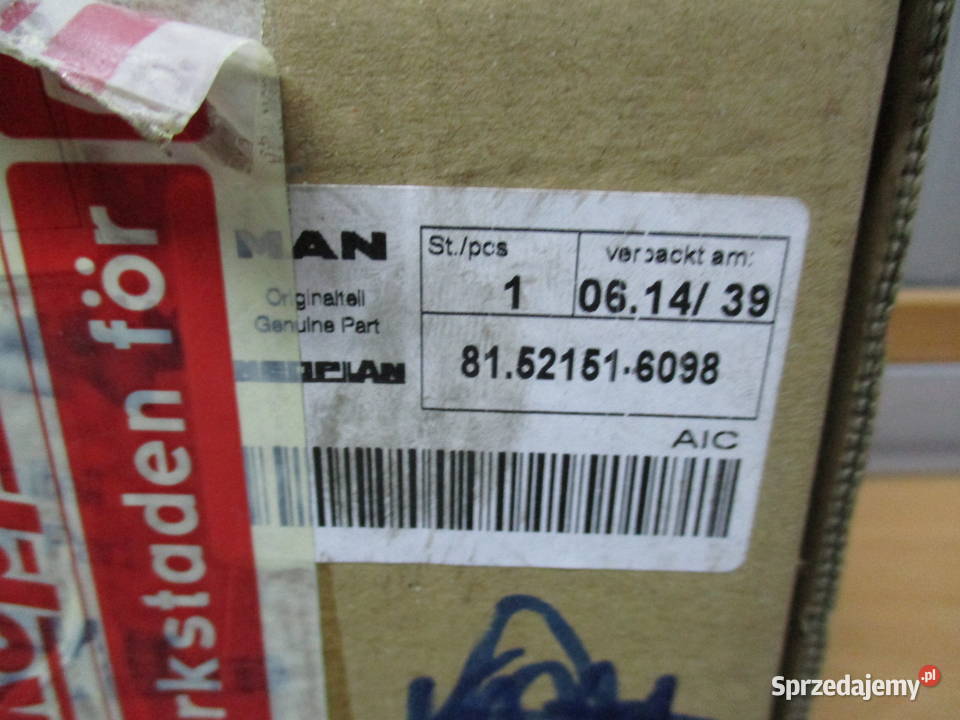 MAN
Originalteil
Genuine Part
NEOPLAN
St./pcs
1
verpackt am:
06.14/ 39
81.52151-6098
AIC
rkstaden för
Sprzedajemy.pl